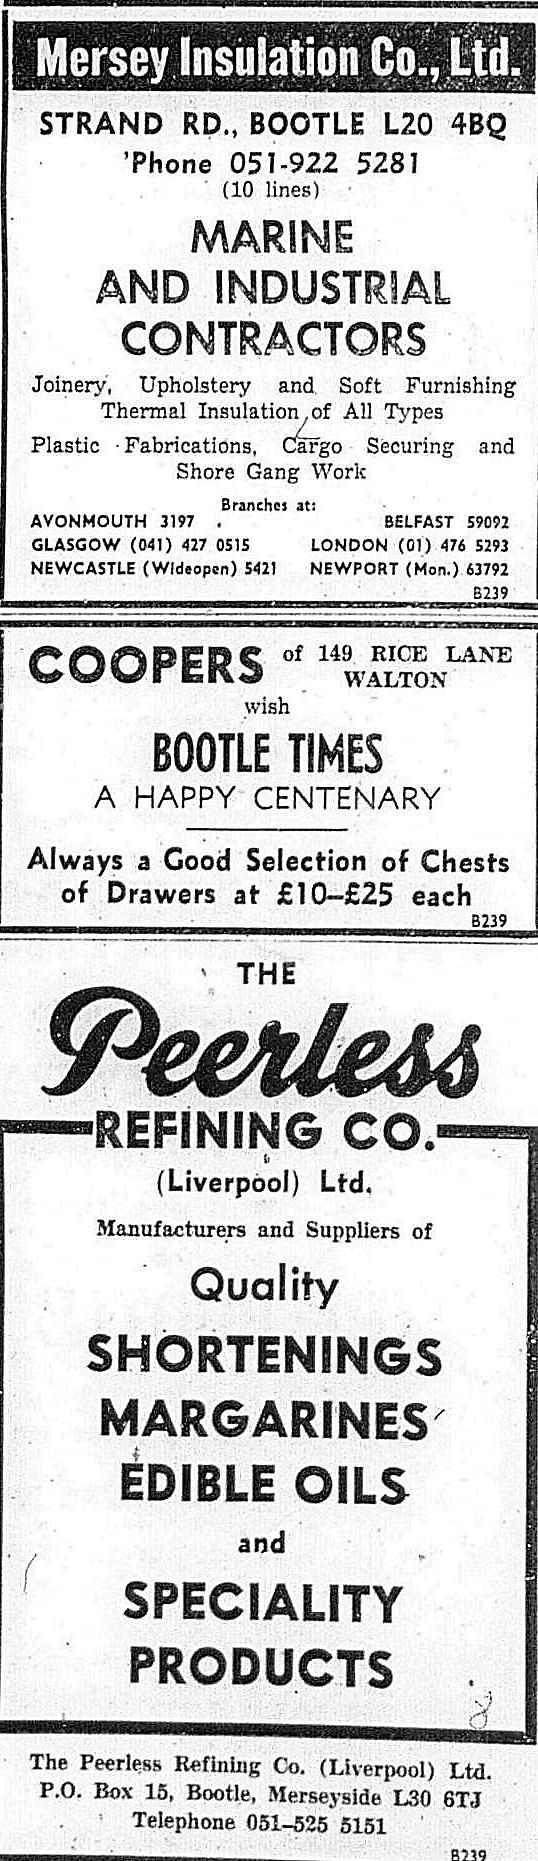 Mersey Insulation Co., Ltd.
STRAND RD., BOOTLE L20 4BQ
'Phone 051-922 5281
(10 lines)
MARINE
AND INDUSTRIAL
CONTRACTORS
Joinery, Upholstery and Soft Furnishing
Thermal Insulation of All Types
Plastic Fabrications, Cargo Securing and
Shore Gang Work
Branches at:
AVONMOUTH 3197 BELFAST 59092
GLASGOW (041) 427 0515 LONDON (01) 476 5293
NEWCASTLE (Wideopen) 5421 NEWPORT (Mon.) 63792
B239
COOPERS of 149 RICE LANE
WALTON
wish
BOOTLE TIMES
A HAPPY CENTENARY
Always a Good Selection of Chests
of Drawers at £10–£25 each
B239
THE
Peerless
REFINING CO.
(Liverpool) Ltd.
Manufacturers and Suppliers of
Quality
SHORTENINGS
MARGARINES
EDIBLE OILS
and
SPECIALITY
PRODUCTS
The Peerless Refining Co. (Liverpool) Ltd.
P.O. Box 15, Bootle, Merseyside L30 6TJ
Telephone 051–525 5151
B239